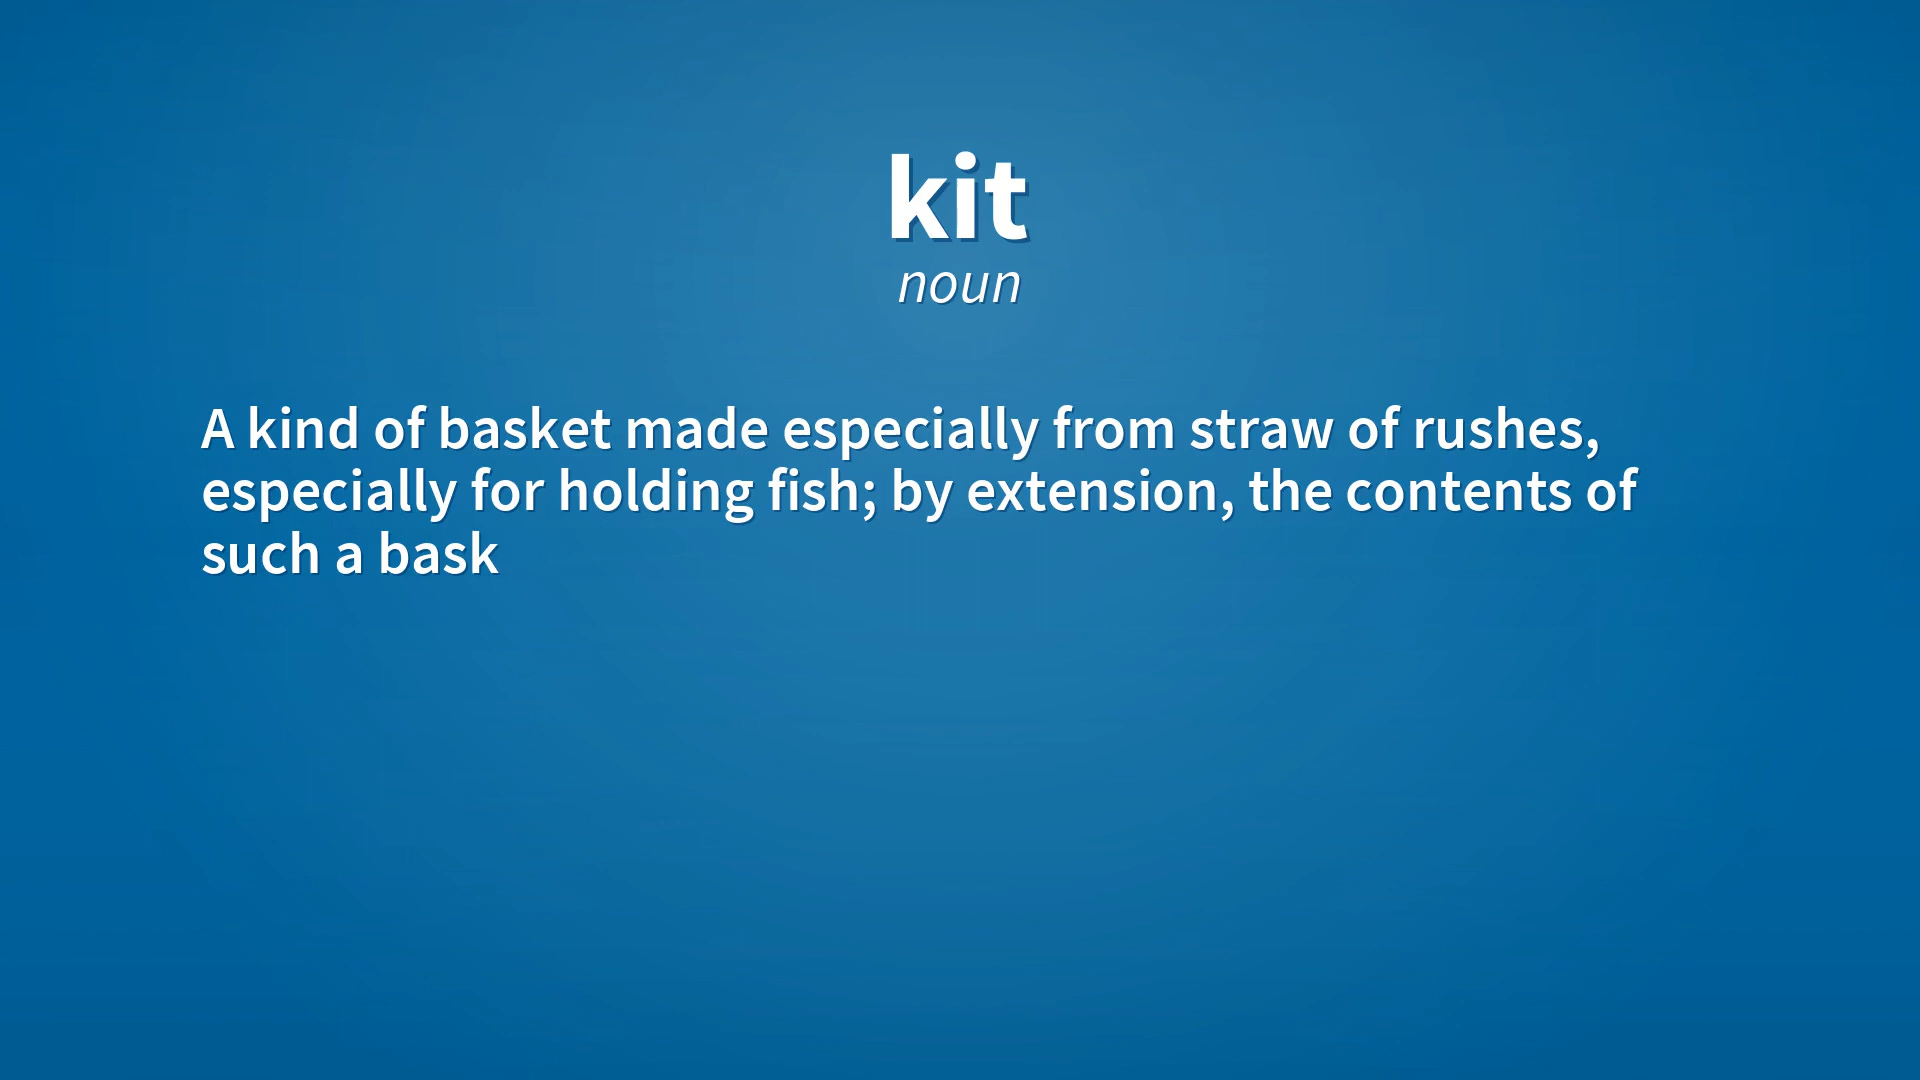 kit
noun
A kind of basket made especially from straw of rushes,
especially for holding fish; by extension, the contents of
such a bask